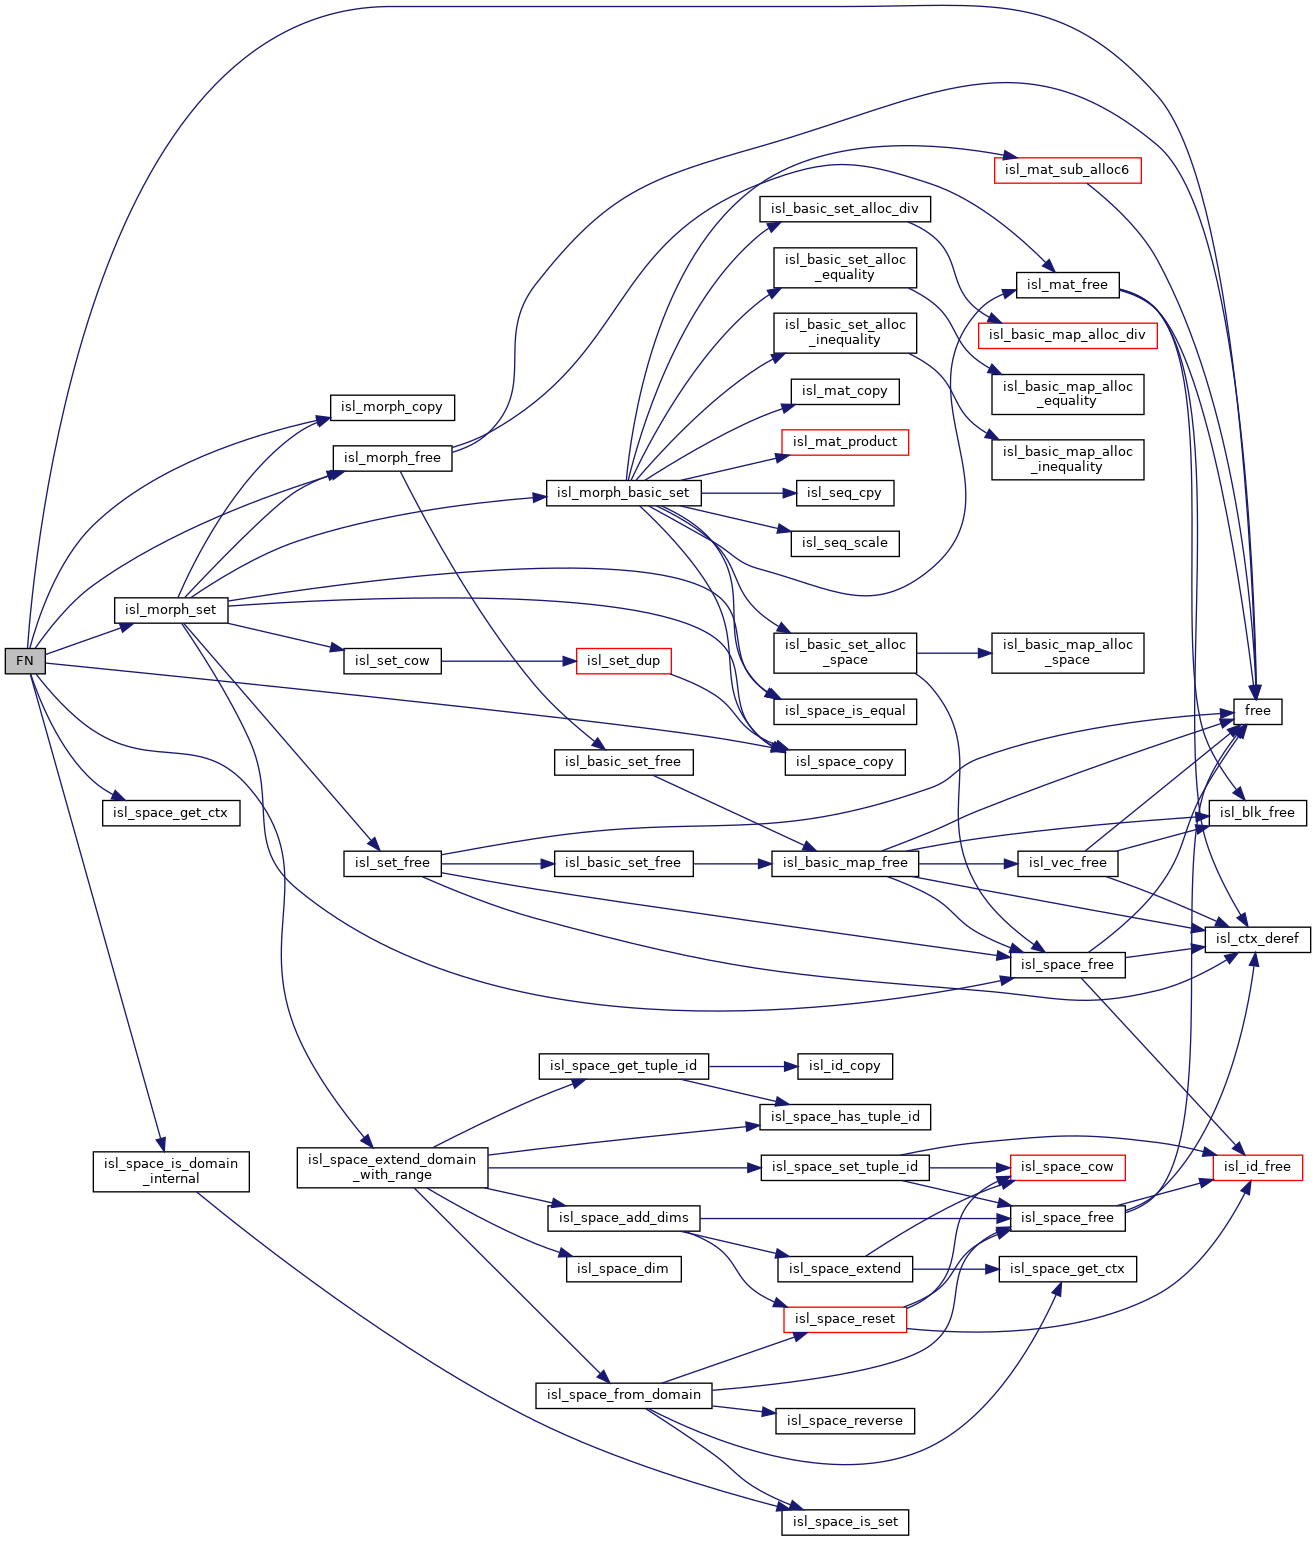 isl_mat_sub_alloc6
isl_basic_set_alloc_div
isl_basic_set_alloc
_equality
isl_mat_free
isl_basic_set_alloc
_inequality
isl_basic_map_alloc_div
isl_mat_copy
isl_basic_map_alloc
_equality
isl_morph_copy
isl_mat_product
isl_morph_free
isl_basic_map_alloc
_inequality
isl_morph_basic_set
isl_seq_cpy
isl_seq_scale
isl_morph_set
FN
isl_set_cow
isl_set_dup
isl_basic_set_alloc
_space
isl_basic_map_alloc
_space
isl_space_is_equal
free
isl_basic_set_free
isl_space_copy
isl_space_get_ctx
isl_blk_free
isl_set_free
isl_basic_set_free
isl_basic_map_free
isl_vec_free
isl_ctx_deref
isl_space_free
isl_space_get_tuple_id
isl_id_copy
isl_space_has_tuple_id
isl_space_is_domain
_internal
isl_space_extend_domain
_with_range
isl_space_set_tuple_id
isl_space_cow
isl_id_free
isl_space_add_dims
isl_space_free
isl_space_dim
isl_space_extend
isl_space_get_ctx
isl_space_reset
isl_space_from_domain
isl_space_reverse
isl_space_is_set